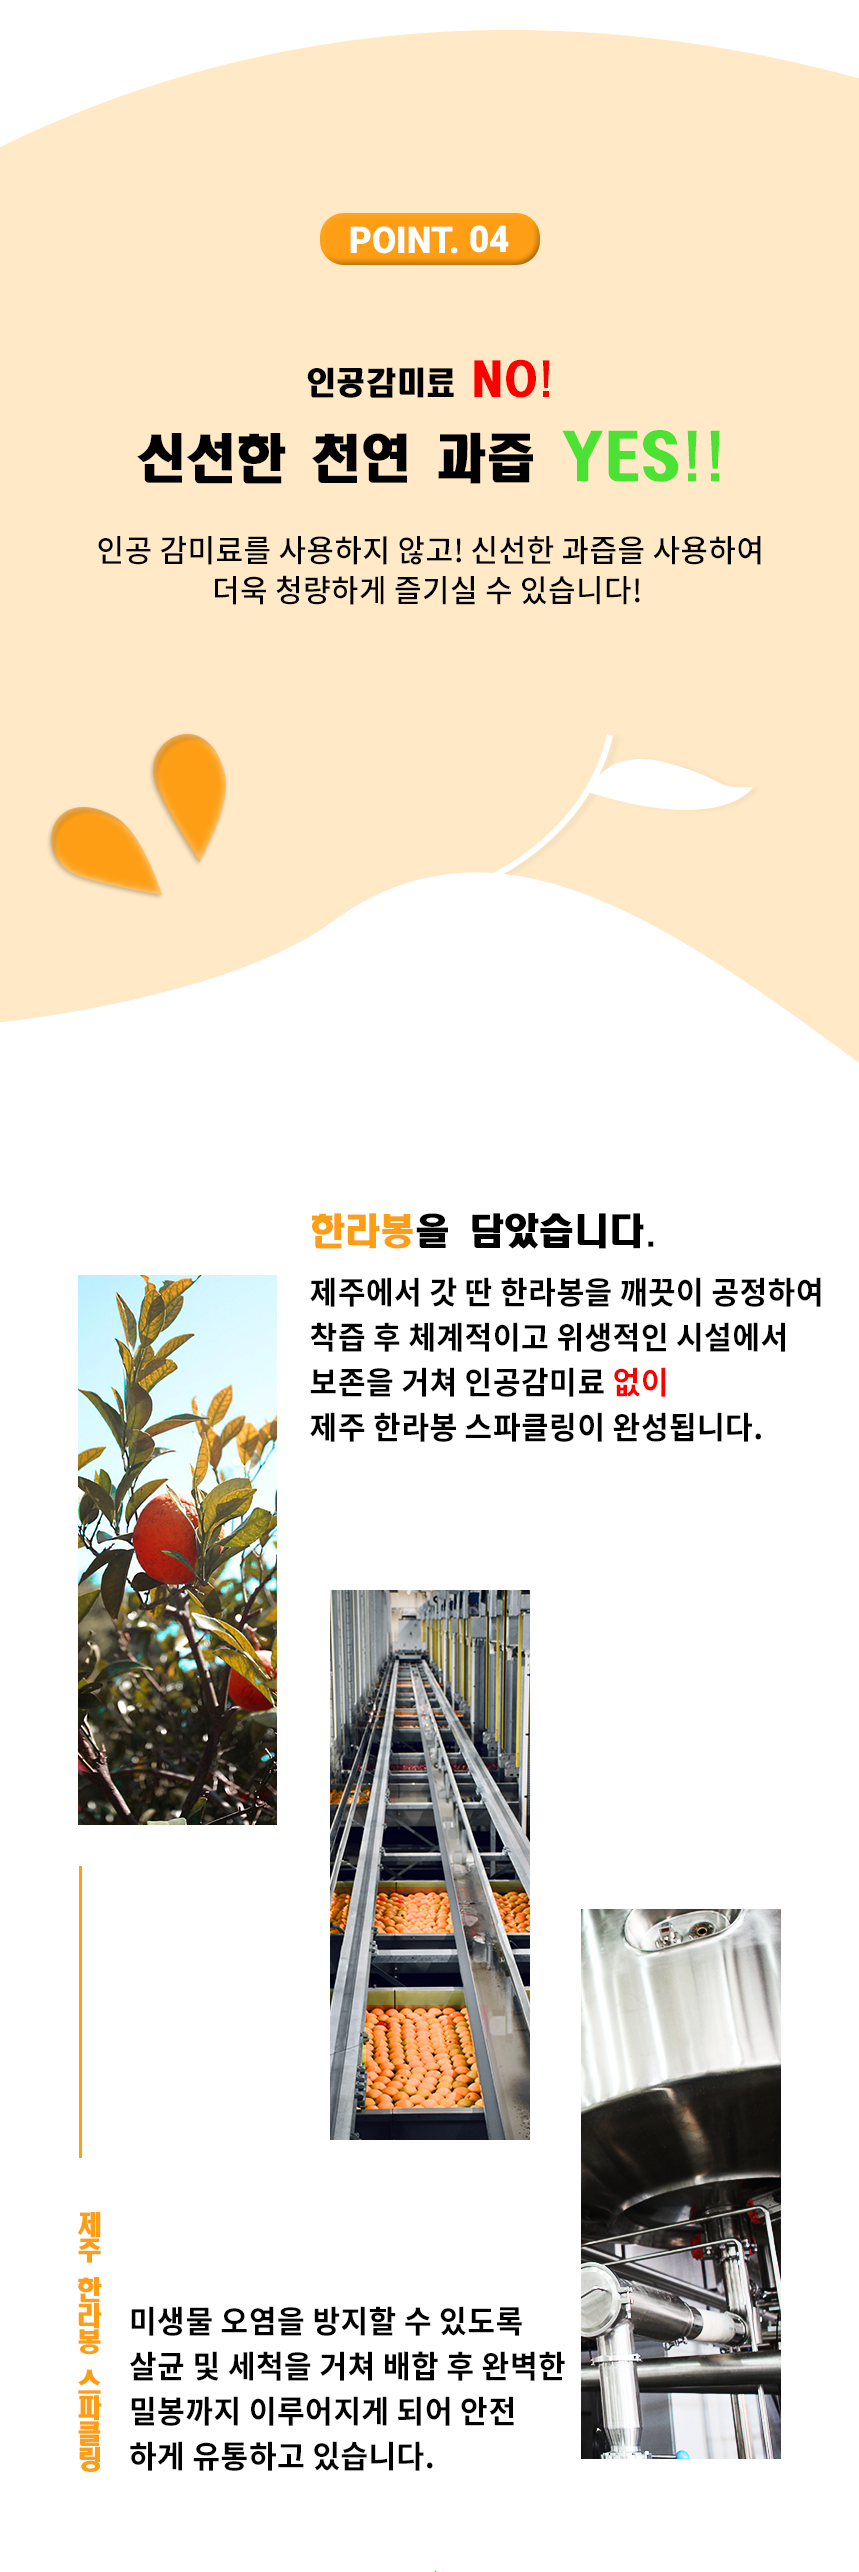 POINT. 04
인공감미료 NO!
신선한 천연 과즙 YES!!
인공 감미료를 사용하지 않고! 신선한 과즙을 사용하여
더욱 청량하게 즐기실 수 있습니다!
한라봉을 담았습니다.
제주에서 갓 딴 한라봉을 깨끗이 공정하여
착즙 후 체계적이고 위생적인 시설에서
보존을 거쳐 인공감미료 없이
제주 한라봉 스파클링이 완성됩니다.
제주 한라봉 스파클링
미생물 오염을 방지할 수 있도록
살균 및 세척을 거쳐 배합 후 완벽한
밀봉까지 이루어지게 되어 안전
하게 유통하고 있습니다.